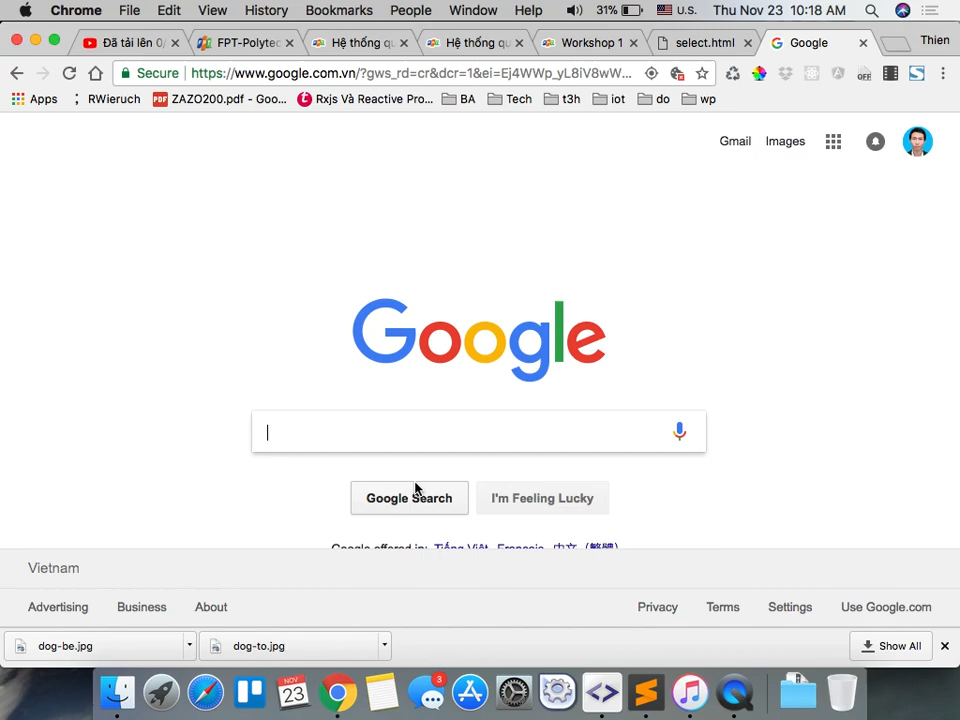 Chrome File Edit View History Bookmarks People Window Help 31% U.S. Thu Nov 23 10:18 AM
Đã tải lên 0/ FPT-Polytec Hệ thống qu Hệ thống qu Workshop 1 select.html Google Thien
Secure https://www.google.com.vn/?gws_rd=cr&dcr=1&ei=Ej4WWp_yL8iV8wW...
Apps RWieruch ZAZO200.pdf - Goo... Rxjs Và Reactive Pro... BA Tech t3h iot do wp
Gmail Images
Google
Google Search I'm Feeling Lucky
Google offered in: Tiếng Việt Français 中文 (繁體)
Vietnam
Advertising Business About Privacy Terms Settings Use Google.com
dog-be.jpg dog-to.jpg Show All
NOV
23
3